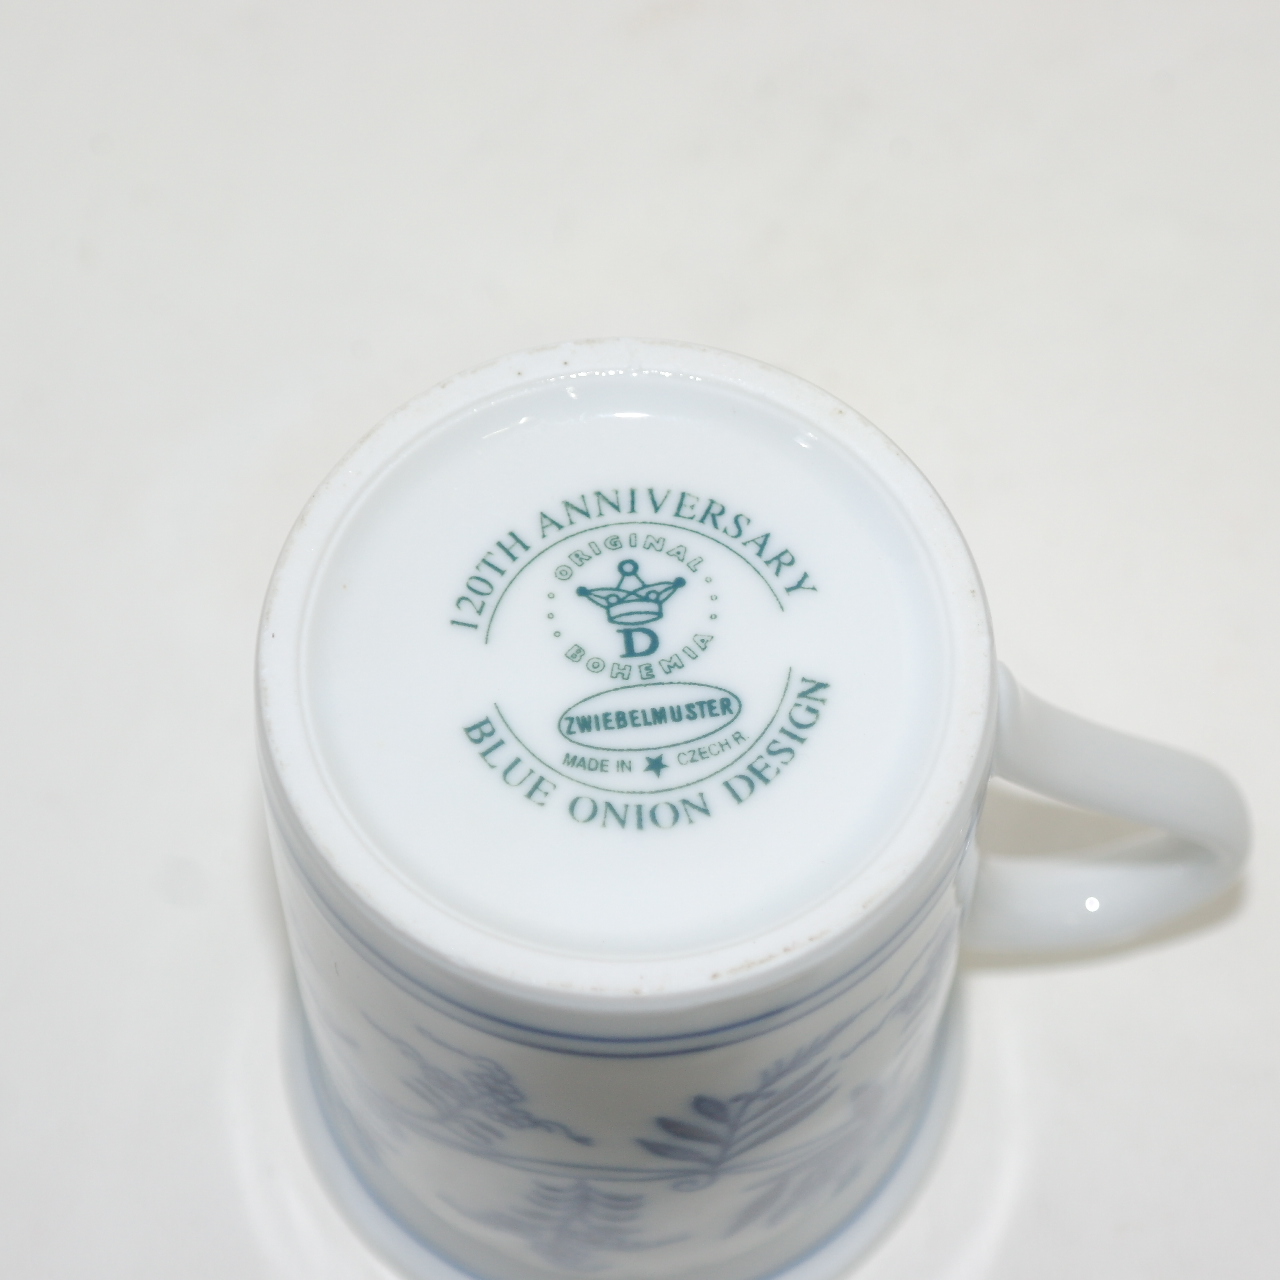 120TH ANNIVERSARY
ORIGINAL
D
BOHEMIA
ZWIEBELMUSTER
MADE IN ★ CZECH R.
BLUE ONION DESIGN